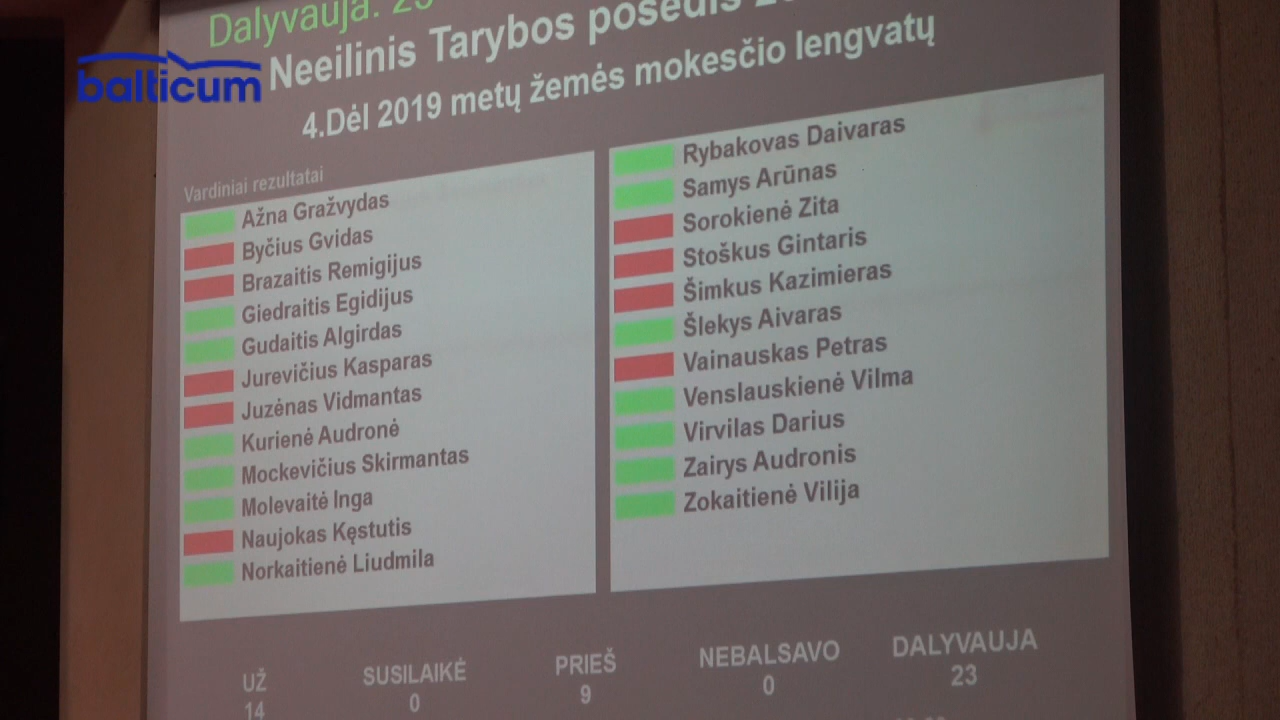 Dalyvauja: 23
balticum
Neeilinis Tarybos posėdis
4.Dėl 2019 metų žemės mokesčio lengvatų
Vardiniai rezultatai
Ažna Gražvydas
Byčius Gvidas
Brazaitis Remigijus
Giedraitis Egidijus
Gudaitis Algirdas
Jurevičius Kasparas
Juzėnas Vidmantas
Kurienė Audronė
Mockevičius Skirmantas
Molevaitė Inga
Naujokas Kęstutis
Norkaitienė Liudmila
Rybakovas Daivaras
Samys Arūnas
Sorokienė Zita
Stoškus Gintaris
Šimkus Kazimieras
Šlekys Aivaras
Vainauskas Petras
Venslauskienė Vilma
Virvilas Darius
Zairys Audronis
Zokaitienė Vilija
UŽ SUSILAIKĖ PRIEŠ NEBALSAVO DALYVAUJA
14 0 9 0 23